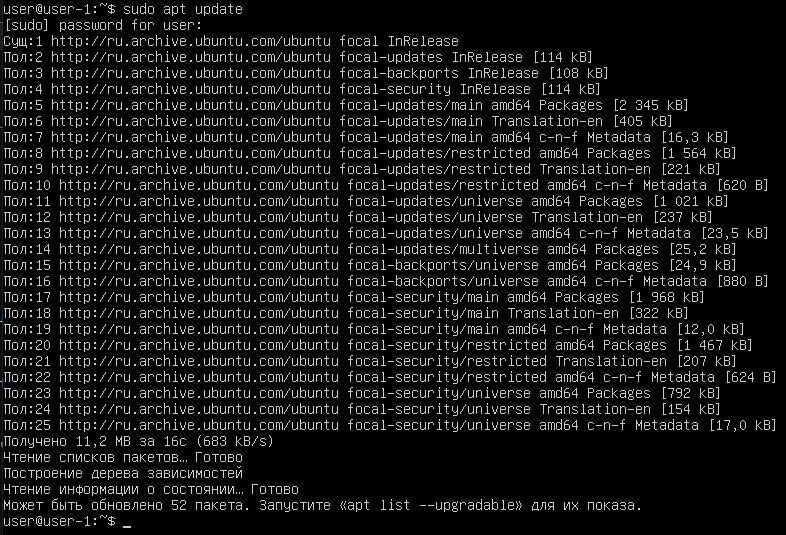 user@user-1:~$ sudo apt update
[sudo] password for user:
Сущ:1 http://ru.archive.ubuntu.com/ubuntu focal InRelease
Пол:2 http://ru.archive.ubuntu.com/ubuntu focal-updates InRelease [114 kB]
Пол:3 http://ru.archive.ubuntu.com/ubuntu focal-backports InRelease [108 kB]
Пол:4 http://ru.archive.ubuntu.com/ubuntu focal-security InRelease [114 kB]
Пол:5 http://ru.archive.ubuntu.com/ubuntu focal-updates/main amd64 Packages [2 345 kB]
Пол:6 http://ru.archive.ubuntu.com/ubuntu focal-updates/main Translation-en [405 kB]
Пол:7 http://ru.archive.ubuntu.com/ubuntu focal-updates/main amd64 c-n-f Metadata [16,3 kB]
Пол:8 http://ru.archive.ubuntu.com/ubuntu focal-updates/restricted amd64 Packages [1 564 kB]
Пол:9 http://ru.archive.ubuntu.com/ubuntu focal-updates/restricted Translation-en [221 kB]
Пол:10 http://ru.archive.ubuntu.com/ubuntu focal-updates/restricted amd64 c-n-f Metadata [620 B]
Пол:11 http://ru.archive.ubuntu.com/ubuntu focal-updates/universe amd64 Packages [1 021 kB]
Пол:12 http://ru.archive.ubuntu.com/ubuntu focal-updates/universe Translation-en [237 kB]
Пол:13 http://ru.archive.ubuntu.com/ubuntu focal-updates/universe amd64 c-n-f Metadata [23,5 kB]
Пол:14 http://ru.archive.ubuntu.com/ubuntu focal-updates/multiverse amd64 Packages [25,2 kB]
Пол:15 http://ru.archive.ubuntu.com/ubuntu focal-backports/universe amd64 Packages [24,9 kB]
Пол:16 http://ru.archive.ubuntu.com/ubuntu focal-backports/universe amd64 c-n-f Metadata [880 B]
Пол:17 http://ru.archive.ubuntu.com/ubuntu focal-security/main amd64 Packages [1 968 kB]
Пол:18 http://ru.archive.ubuntu.com/ubuntu focal-security/main Translation-en [322 kB]
Пол:19 http://ru.archive.ubuntu.com/ubuntu focal-security/main amd64 c-n-f Metadata [12,0 kB]
Пол:20 http://ru.archive.ubuntu.com/ubuntu focal-security/restricted amd64 Packages [1 467 kB]
Пол:21 http://ru.archive.ubuntu.com/ubuntu focal-security/restricted Translation-en [207 kB]
Пол:22 http://ru.archive.ubuntu.com/ubuntu focal-security/restricted amd64 c-n-f Metadata [624 B]
Пол:23 http://ru.archive.ubuntu.com/ubuntu focal-security/universe amd64 Packages [792 kB]
Пол:24 http://ru.archive.ubuntu.com/ubuntu focal-security/universe Translation-en [154 kB]
Пол:25 http://ru.archive.ubuntu.com/ubuntu focal-security/universe amd64 c-n-f Metadata [17,0 kB]
Получено 11,2 MB за 16с (683 kB/s)
Чтение списков пакетов… Готово
Построение дерева зависимостей
Чтение информации о состоянии… Готово
Может быть обновлено 52 пакета. Запустите «apt list --upgradable» для их показа.
user@user-1:~$ _